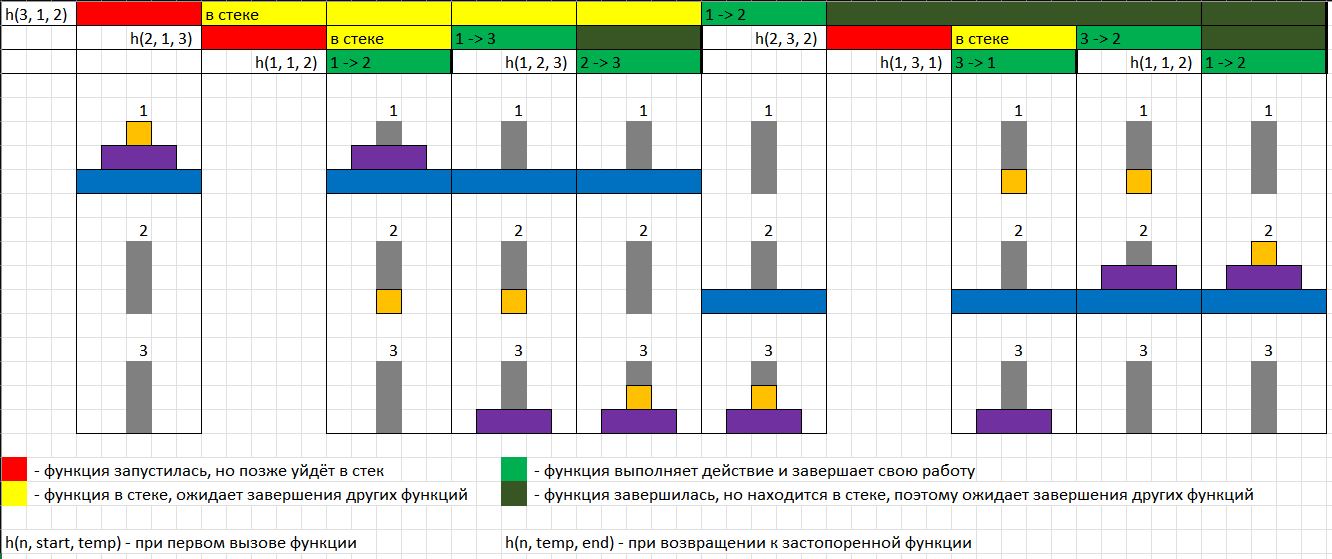 h(3, 1, 2) в стеке 1 -> 2
h(2, 1, 3) в стеке 1 -> 3 h(2, 3, 2) в стеке 3 -> 2
h(1, 1, 2) 1 -> 2 h(1, 2, 3) 2 -> 3 h(1, 3, 1) 3 -> 1 h(1, 1, 2) 1 -> 2
1 1 1 1 1 1 1 1
2 2 2 2 2 2 2 2
3 3 3 3 3 3 3 3
- функция запустилась, но позже уйдёт в стек - функция выполняет действие и завершает свою работу
- функция в стеке, ожидает завершения других функций - функция завершилась, но находится в стеке, поэтому ожидает завершения других функций
h(n, start, temp) - при первом вызове функции h(n, temp, end) - при возвращении к застопоренной функции